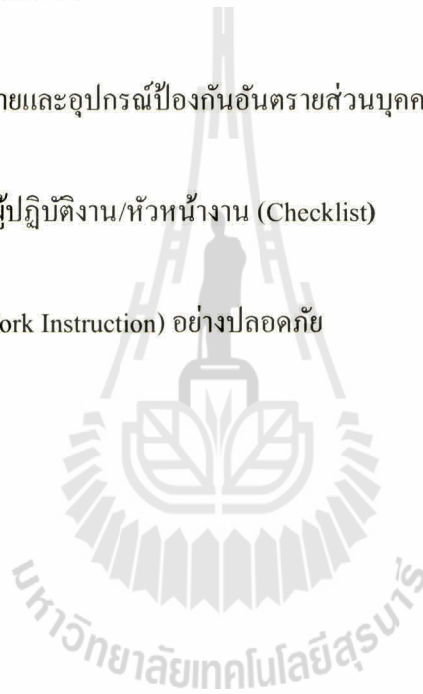 ายและอุปกรณ์ป้องกันอันตรายส่วนบุคค
ผู้ปฏิบัติงาน/หัวหน้างาน (Checklist)
ork Instruction) อย่างปลอดภัย
มหาวิทยาลัยเทคโนโลยีสุรนารี